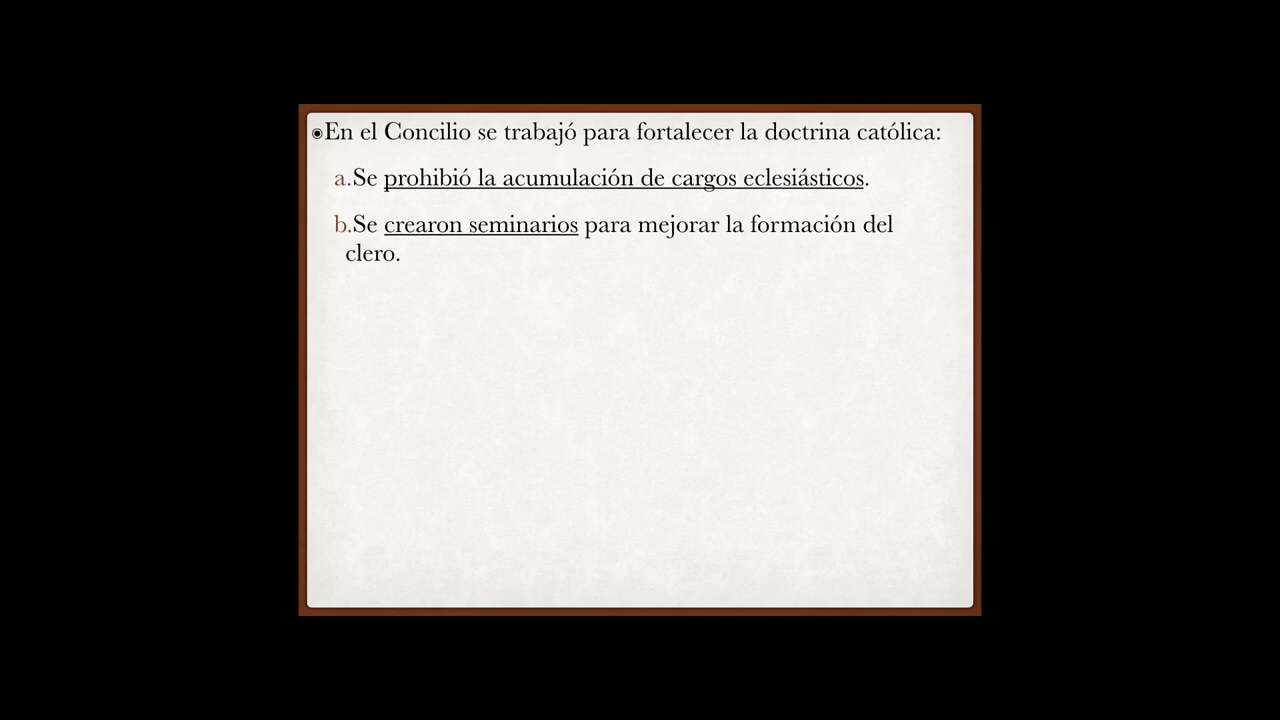 ◉En el Concilio se trabajó para fortalecer la doctrina católica:
a.Se prohibió la acumulación de cargos eclesiásticos.
b.Se crearon seminarios para mejorar la formación del
clero.